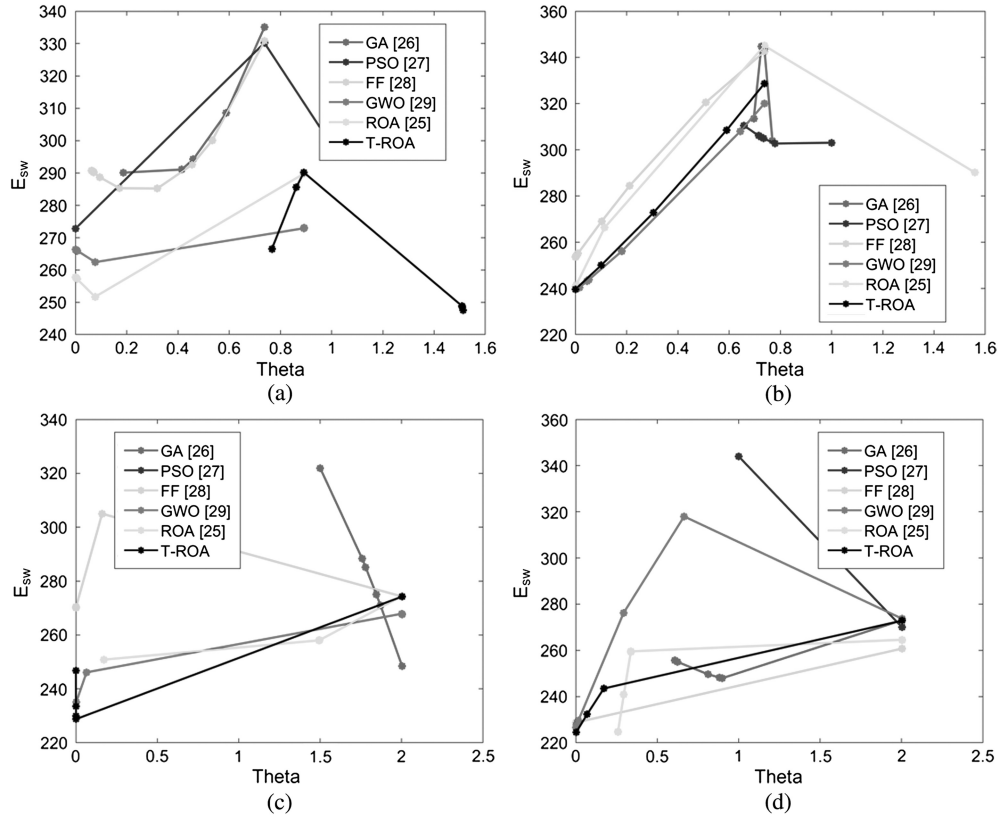 340
330
320
310
300
290
280
270
260
250
240
E_sw
0
0.2
0.4
0.6
0.8
1
1.2
1.4
1.6
Theta
GA [26]
PSO [27]
FF [28]
GWO [29]
ROA [25]
T-ROA
(a)
360
340
320
300
280
260
240
220
E_sw
0
0.2
0.4
0.6
0.8
1
1.2
1.4
1.6
Theta
GA [26]
PSO [27]
FF [28]
GWO [29]
ROA [25]
T-ROA
(b)
340
320
300
280
260
240
220
E_sw
0
0.5
1
1.5
2
2.5
Theta
GA [26]
PSO [27]
FF [28]
GWO [29]
ROA [25]
T-ROA
(c)
360
340
320
300
280
260
240
220
E_sw
0
0.5
1
1.5
2
2.5
Theta
GA [26]
PSO [27]
FF [28]
GWO [29]
ROA [25]
T-ROA
(d)